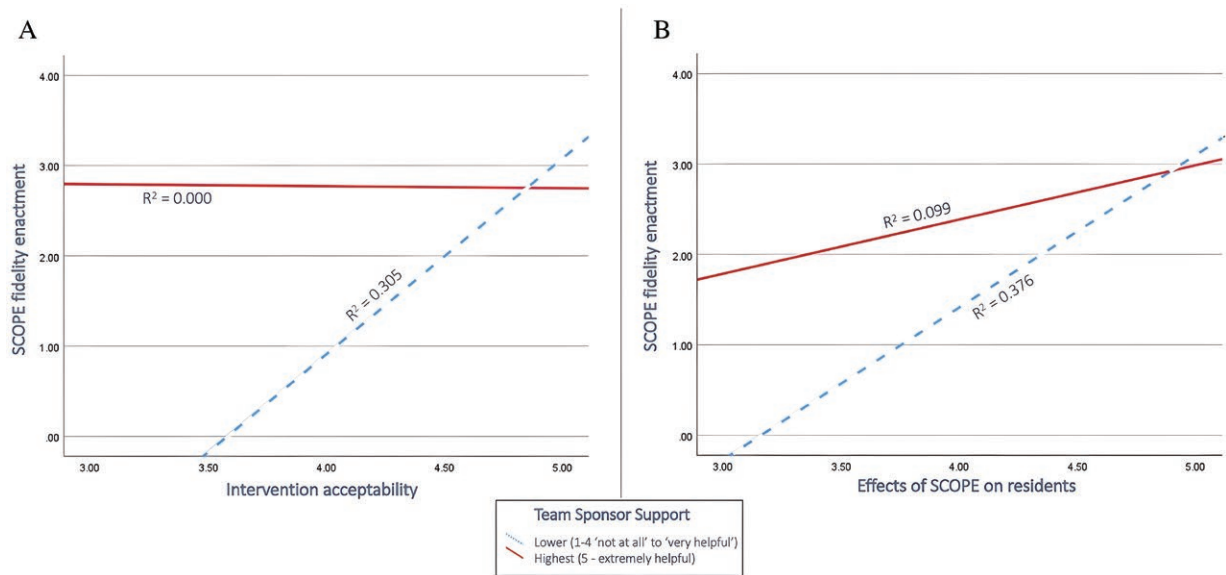 A
4.00
3.00
2.00
1.00
.00
SCOPE fidelity enactment
R² = 0.000
R² = 0.305
3.00 3.50 4.00 4.50 5.00
Intervention acceptability
B
4.00
3.00
2.00
1.00
.00
SCOPE fidelity enactment
R² = 0.099
R² = 0.376
3.00 3.50 4.00 4.50 5.00
Effects of SCOPE on residents
Team Sponsor Support
Lower (1-4 'not at all' to 'very helpful')
Highest (5 - extremely helpful)